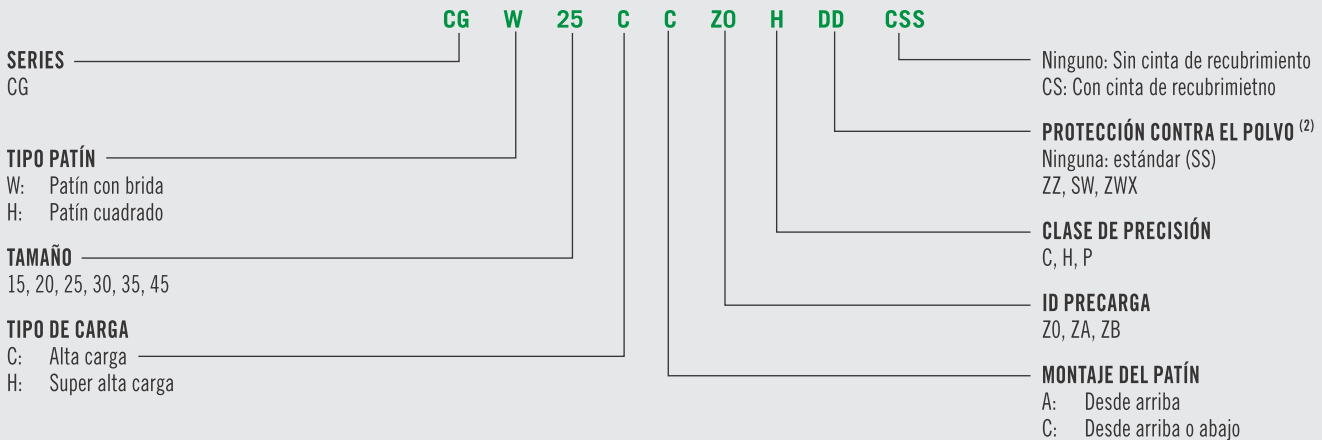 CG W 25 C C ZO H DD CSS
SERIES
CG
TIPO PATÍN
W: Patín con brida
H: Patín cuadrado
TAMAÑO
15, 20, 25, 30, 35, 45
TIPO DE CARGA
C: Alta carga
H: Super alta carga
Ninguno: Sin cinta de recubrimiento
CS: Con cinta de recubrimietno
PROTECCIÓN CONTRA EL POLVO (2)
Ninguna: estándar (SS)
ZZ, SW, ZWX
CLASE DE PRECISIÓN
C, H, P
ID PRECARGA
Z0, ZA, ZB
MONTAJE DEL PATÍN
A: Desde arriba
C: Desde arriba o abajo